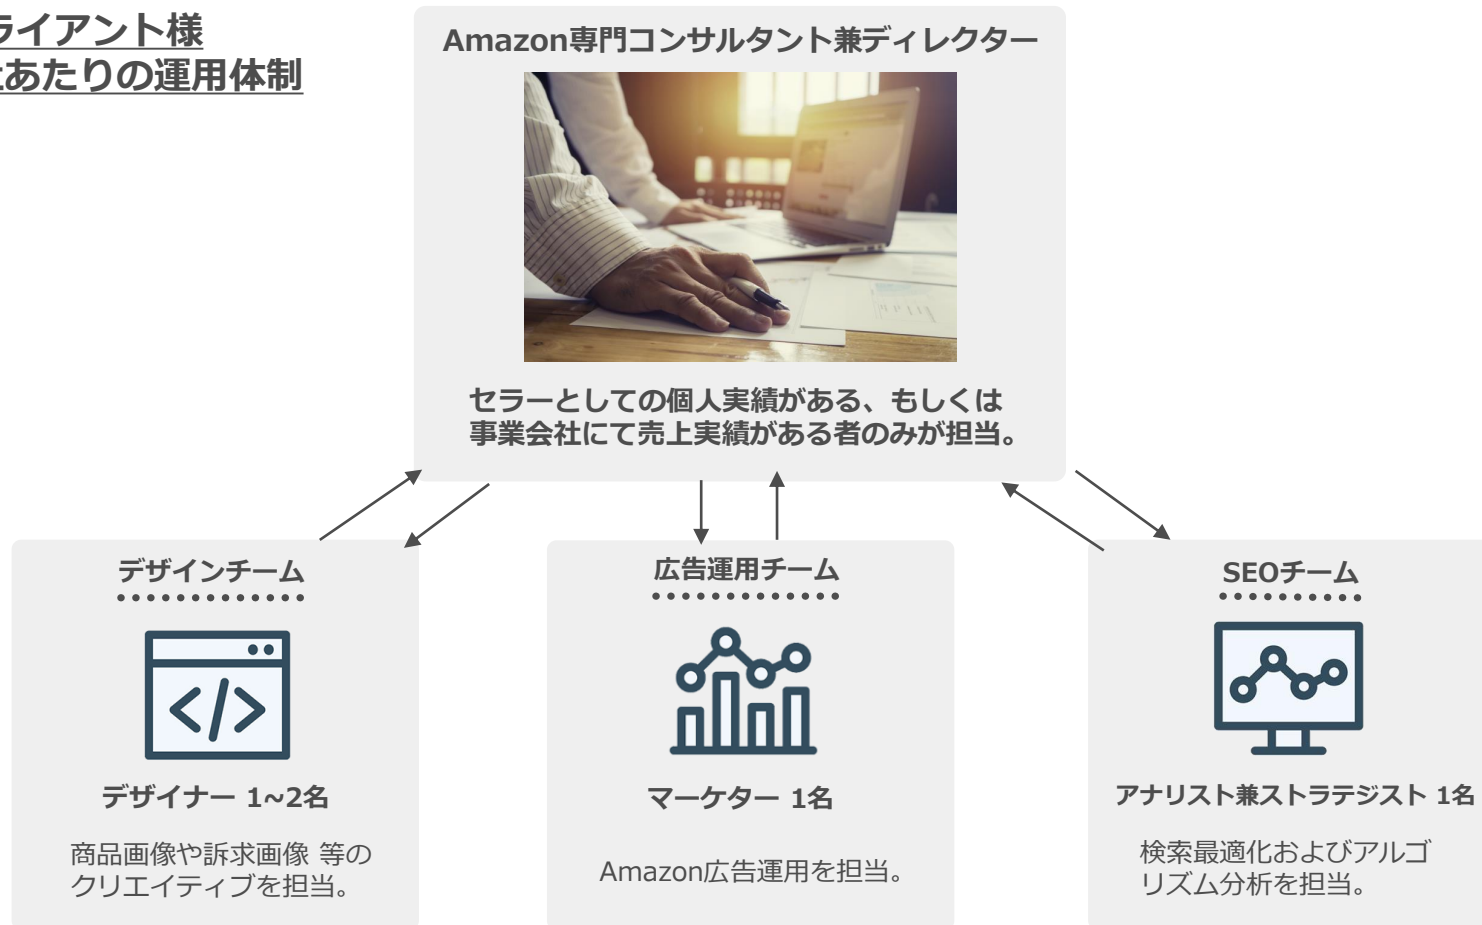 ライアント様
あたりの運用体制
Amazon専門コンサルタント兼ディレクター
セラーとしての個人実績がある、もしくは
事業会社にて売上実績がある者のみが担当。
デザインチーム
広告運用チーム
SEOチーム
</>
デザイナー 1~2名
マーケター 1名
アナリスト兼ストラテジスト 1名
商品画像や訴求画像 等の
クリエイティブを担当。
Amazon広告運用を担当。
検索最適化およびアルゴ
リズム分析を担当。